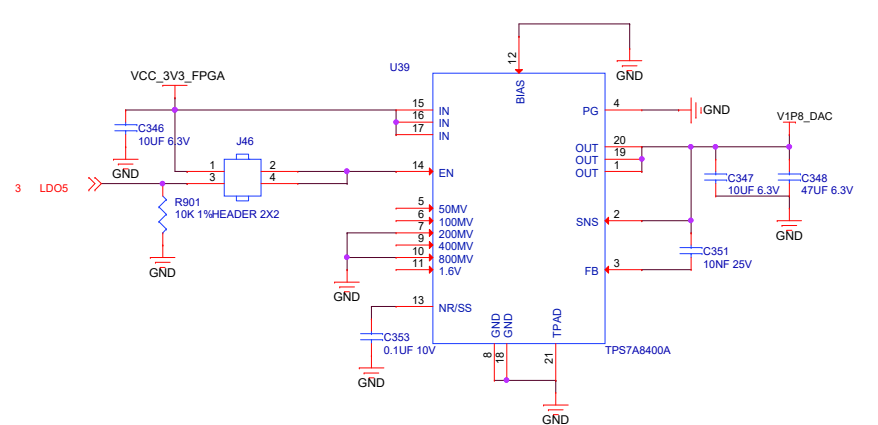 12
GND
U39
VCC_3V3_FPGA
BIAS
15 IN
16 IN
17 IN
PG 4
GND
V1P8_DAC
C346
10UF 6.3V
GND
J46
1 2
3 4
14 EN
OUT 20
OUT 19
OUT 1
C347
10UF 6.3V
C348
47UF 6.3V
GND
3 LDO5
R901
10K 1%
HEADER 2X2
GND
5 50MV
6 100MV
7 200MV
9 400MV
10 800MV
11 1.6V
GND
SNS 2
FB 3
C351
10NF 25V
13 NR/SS
C353
0.1UF 10V
GND
GND
GND
TPAD
8
18
21
TPS7A8400A
GND